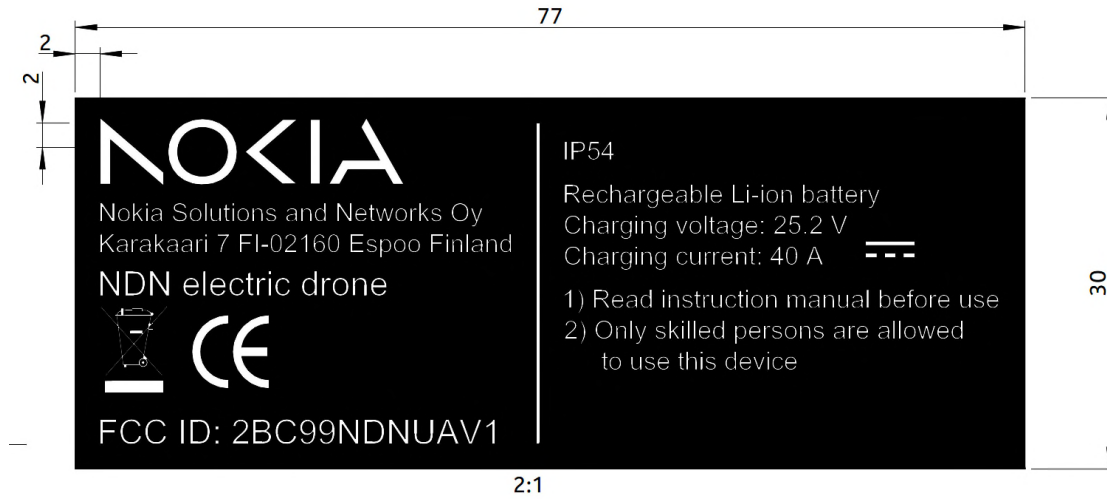 77
2
2
NOKIA
Nokia Solutions and Networks Oy
Karakaari 7 FI-02160 Espoo Finland
NDN electric drone
CE
FCC ID: 2BC99NDNUAV1
IP54
Rechargeable Li-ion battery
Charging voltage: 25.2 V
Charging current: 40 A
1) Read instruction manual before use
2) Only skilled persons are allowed
to use this device
30
2:1